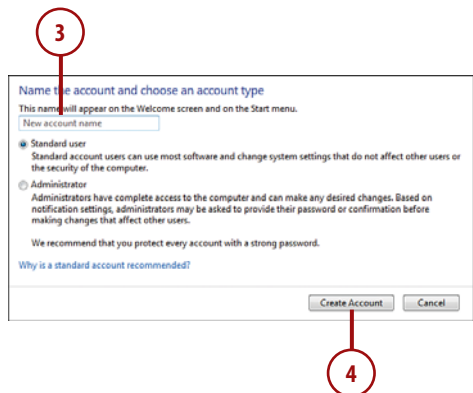 3
Name the account and choose an account type
This name will appear on the Welcome screen and on the Start menu.
New account name
Standard user
Standard account users can use most software and change system settings that do not affect other users or
the security of the computer.
Administrator
Administrators have complete access to the computer and can make any desired changes. Based on
notification settings, administrators may be asked to provide their password or confirmation before
making changes that affect other users.
We recommend that you protect every account with a strong password.
Why is a standard account recommended?
Create Account Cancel
4